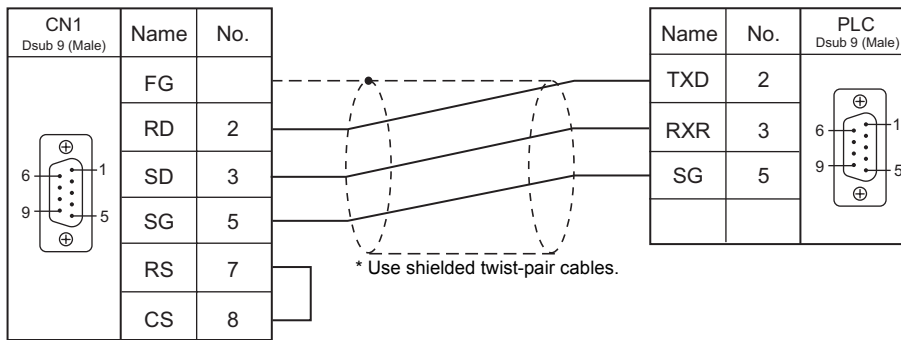 CN1
Dsub 9 (Male)
Name No.
FG
RD 2
SD 3
SG 5
RS 7
CS 8
6 1
9 5
* Use shielded twist-pair cables.
Name No.
TXD 2
RXR 3
SG 5
PLC
Dsub 9 (Male)
6 1
9 5